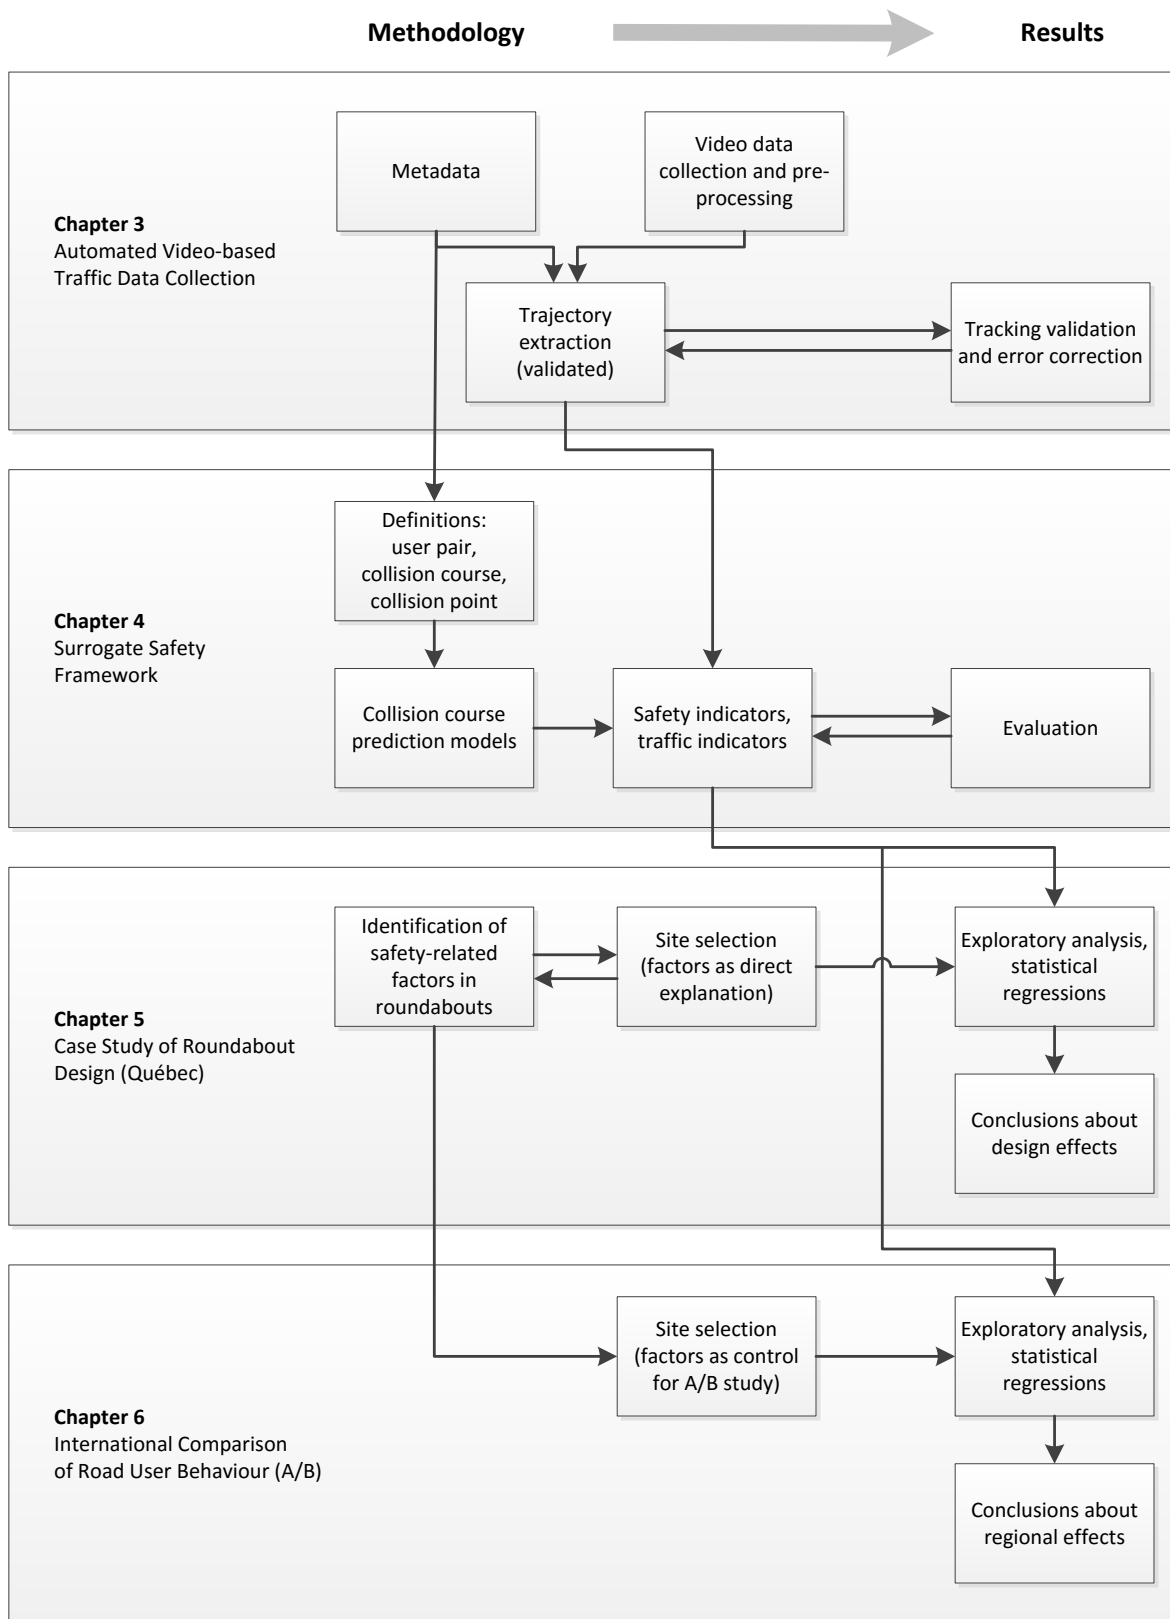 Methodology
Results
Chapter 3
Automated Video-based
Traffic Data Collection
Metadata
Video data
collection and pre-
processing
Trajectory
extraction
(validated)
Tracking validation
and error correction
Chapter 4
Surrogate Safety
Framework
Definitions:
user pair,
collision course,
collision point
Collision course
prediction models
Safety indicators,
traffic indicators
Evaluation
Chapter 5
Case Study of Roundabout
Design (Québec)
Identification of
safety-related
factors in
roundabouts
Site selection
(factors as direct
explanation)
Exploratory analysis,
statistical
regressions
Conclusions about
design effects
Chapter 6
International Comparison
of Road User Behaviour (A/B)
Site selection
(factors as control
for A/B study)
Exploratory analysis,
statistical
regressions
Conclusions about
regional effects